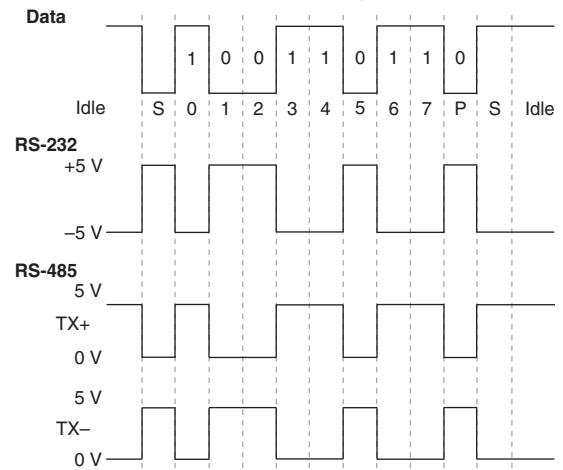 Data
1 0 0 1 1 0 1 1 0
Idle S 0 1 2 3 4 5 6 7 P S Idle
RS-232
+5 V
–5 V
RS-485
5 V
TX+
0 V
5 V
TX–
0 V